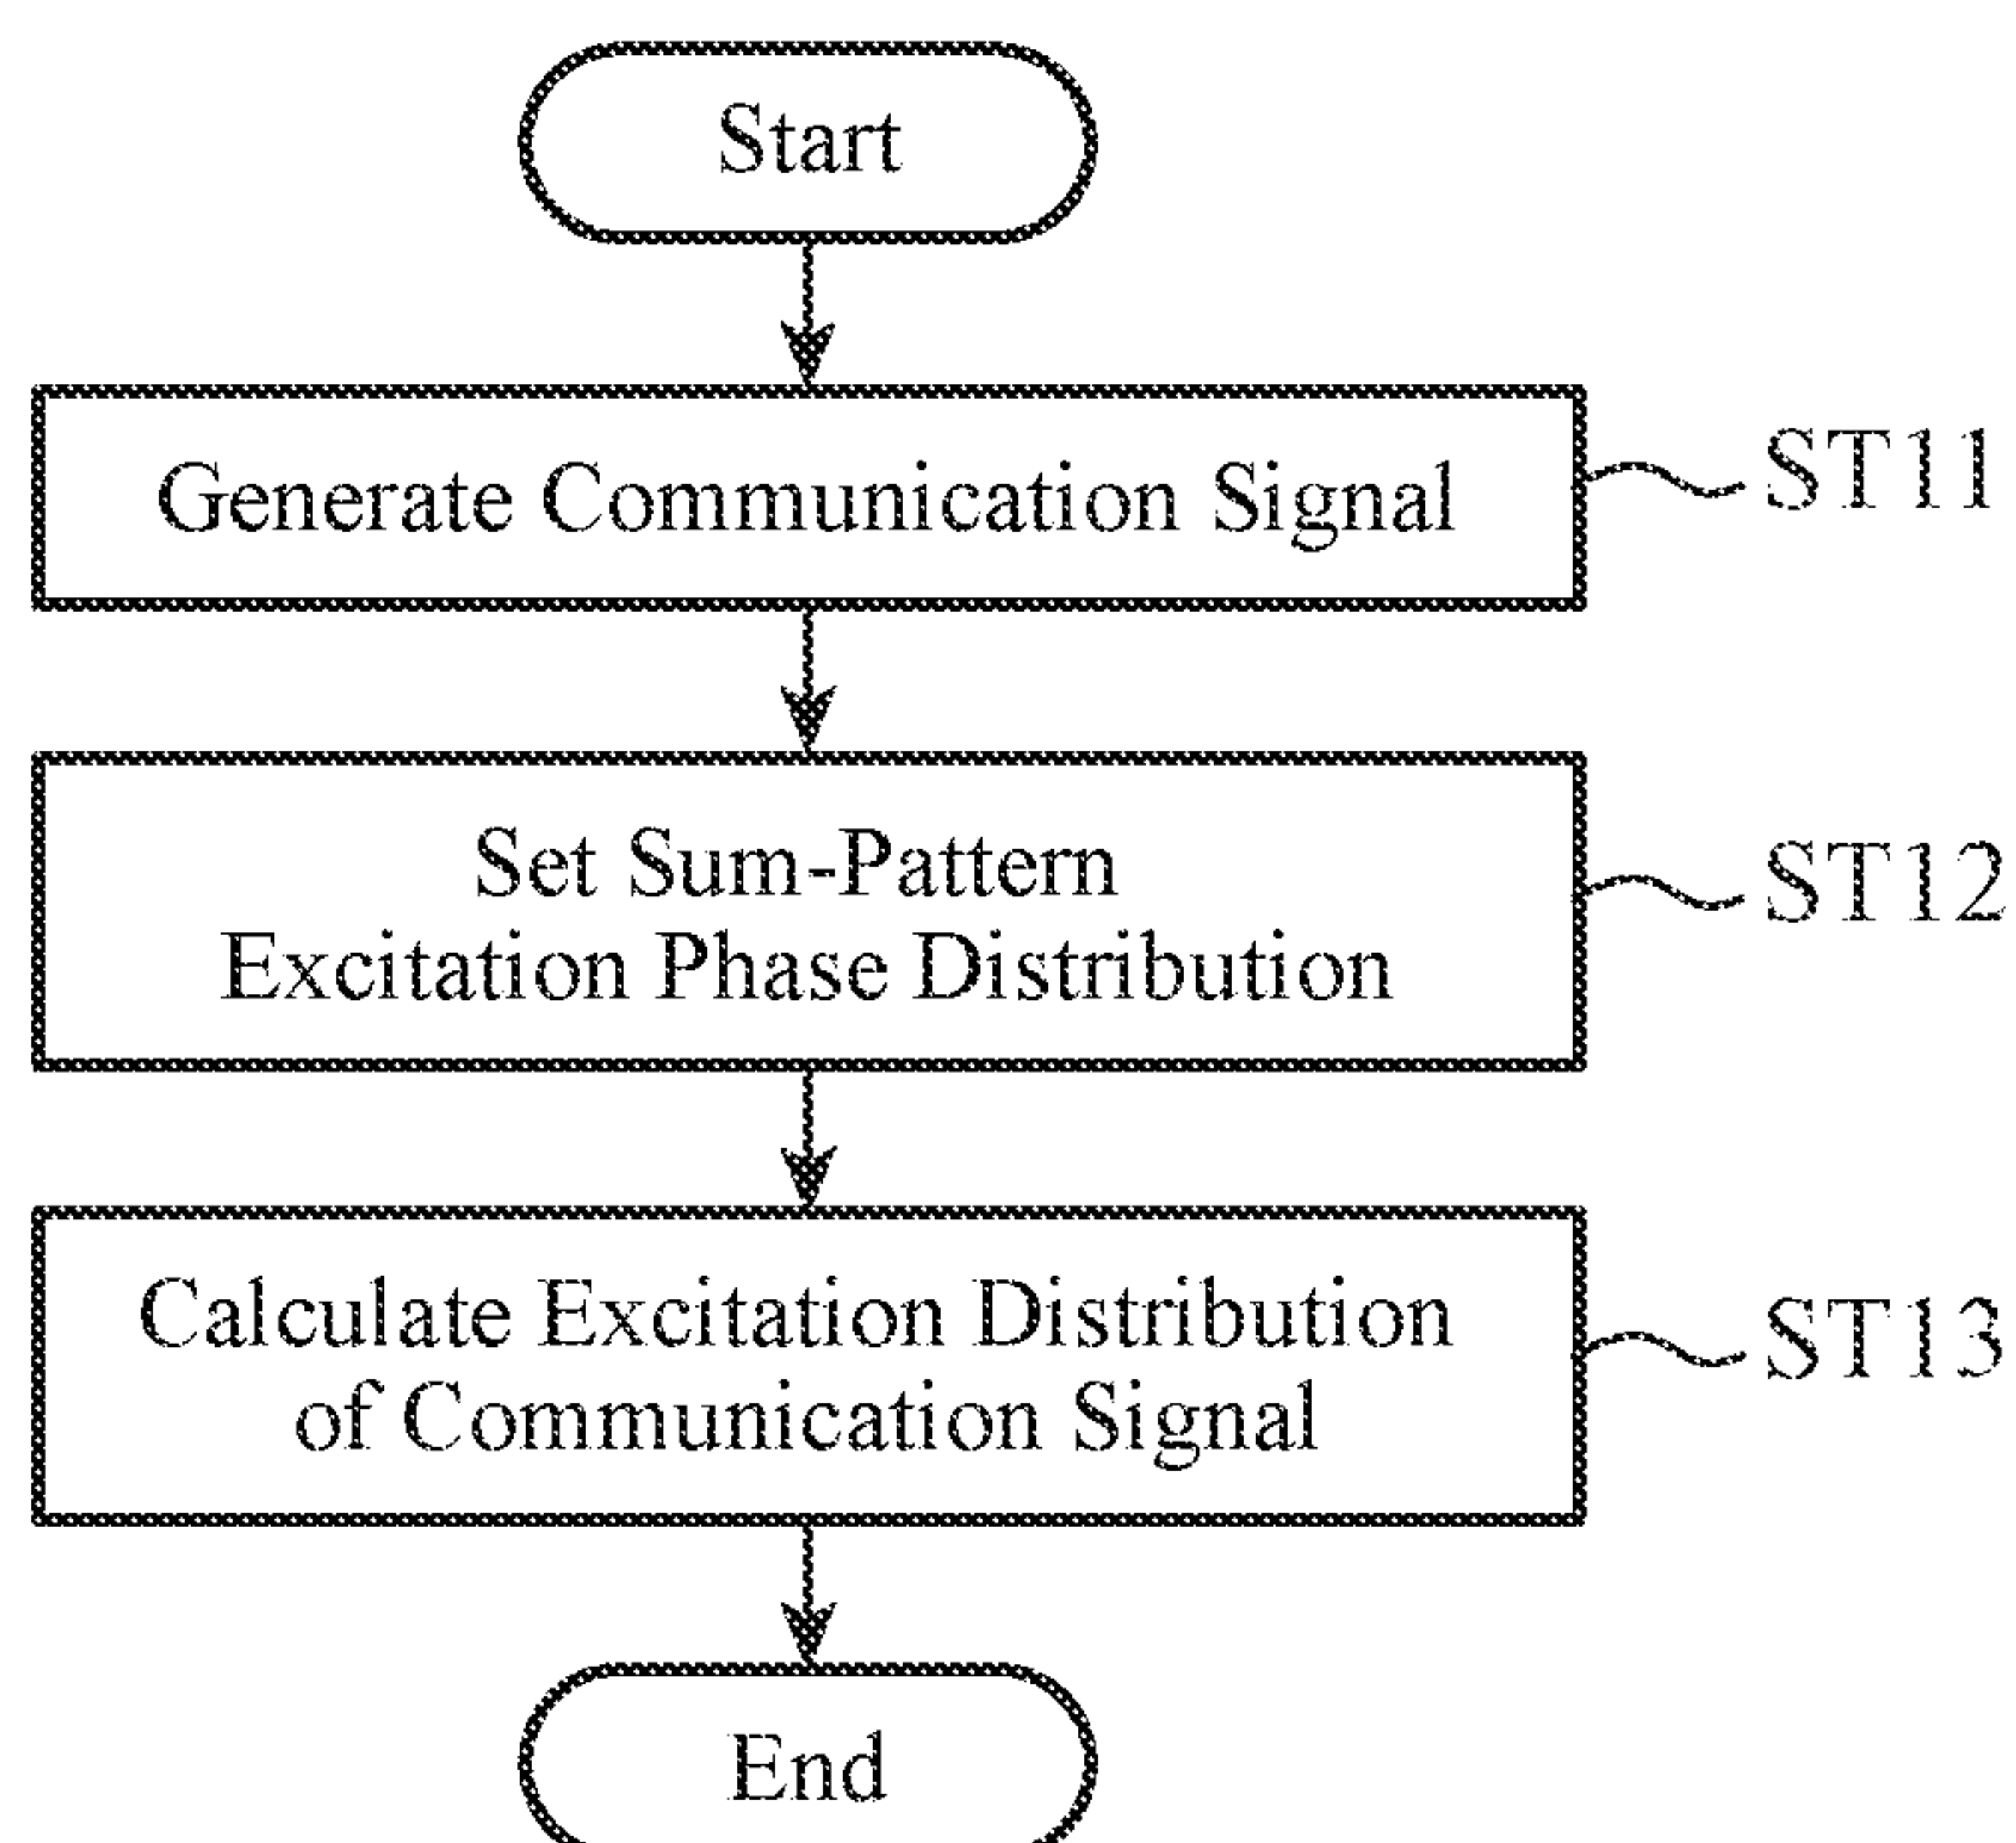 Start
Generate Communication Signal
ST11
Set Sum-Pattern
Excitation Phase Distribution
ST12
Calculate Excitation Distribution
of Communication Signal
ST13
End